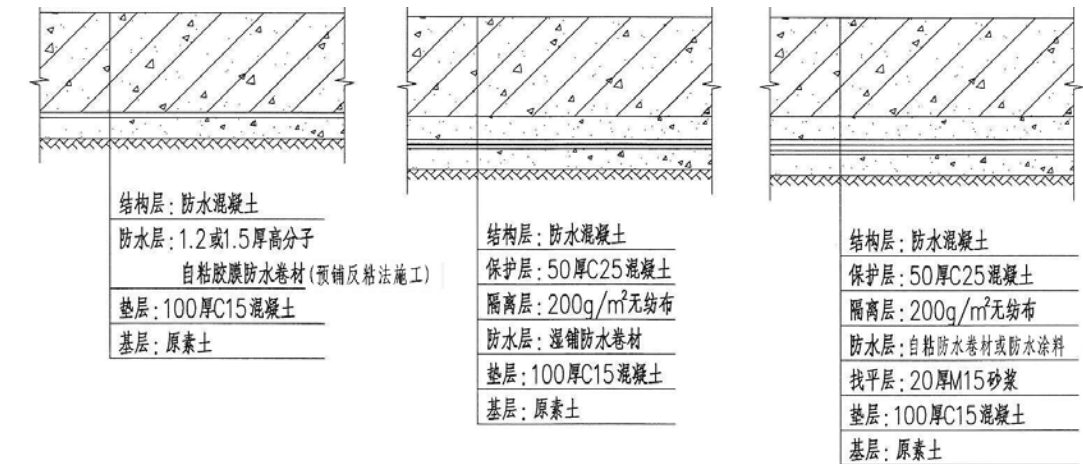 结构层：防水混凝土
防水层：1.2或1.5厚高分子
自粘胶膜防水卷材(预铺反粘法施工)
垫层：100厚C15混凝土
基层：原素土
结构层：防水混凝土
保护层：50厚C25混凝土
隔离层：200g/m²无纺布
防水层：湿铺防水卷材
垫层：100厚C15混凝土
基层：原素土
结构层：防水混凝土
保护层：50厚C25混凝土
隔离层：200g/m²无纺布
防水层：自粘防水卷材或防水涂料
找平层：20厚M15砂浆
垫层：100厚C15混凝土
基层：原素土